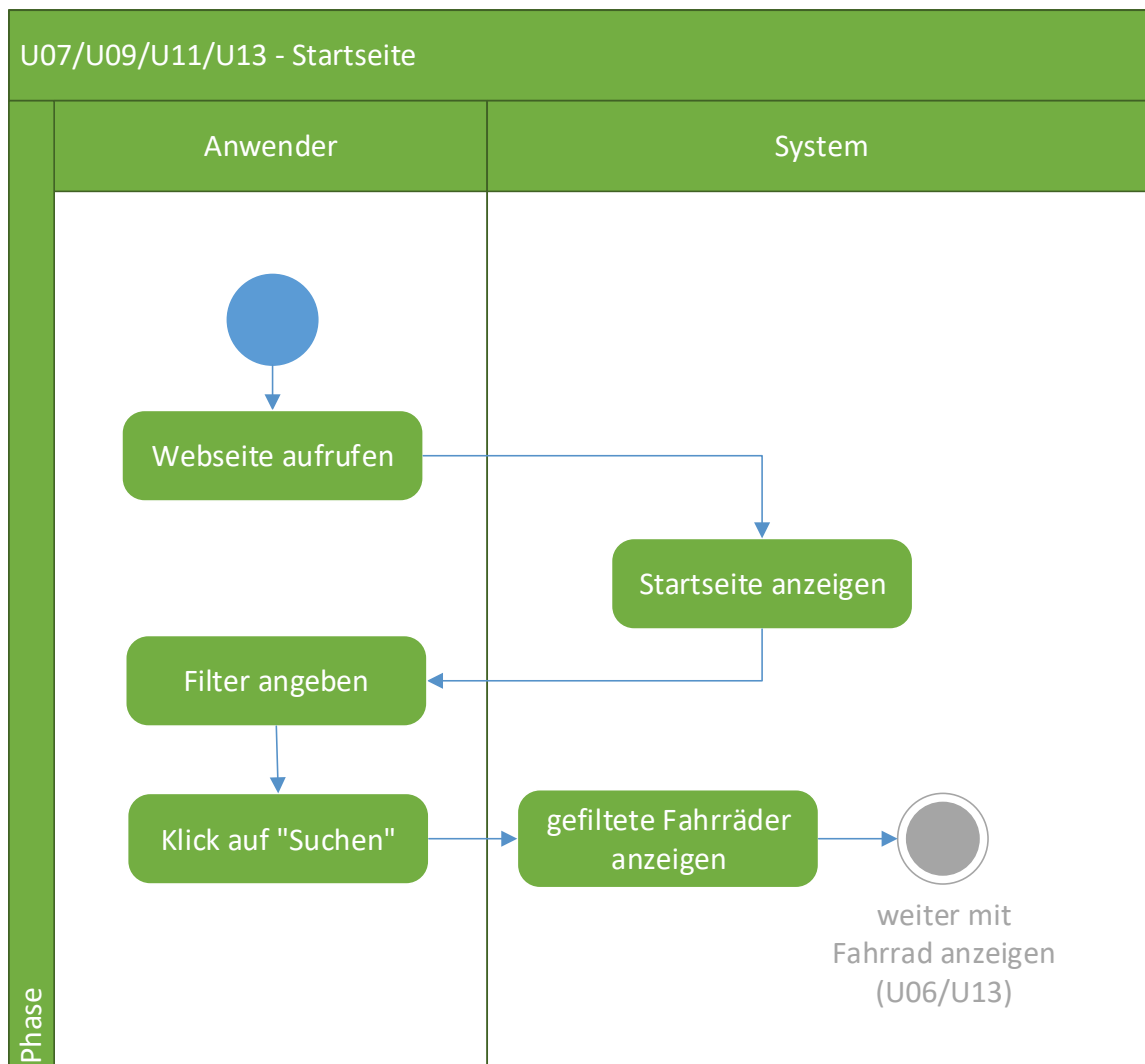 U07/U09/U11/U13 - Startseite
Anwender
System
Webseite aufrufen
Startseite anzeigen
Filter angeben
Klick auf "Suchen"
gefiltete Fahrräder
anzeigen
weiter mit
Fahrrad anzeigen
(U06/U13)
Phase